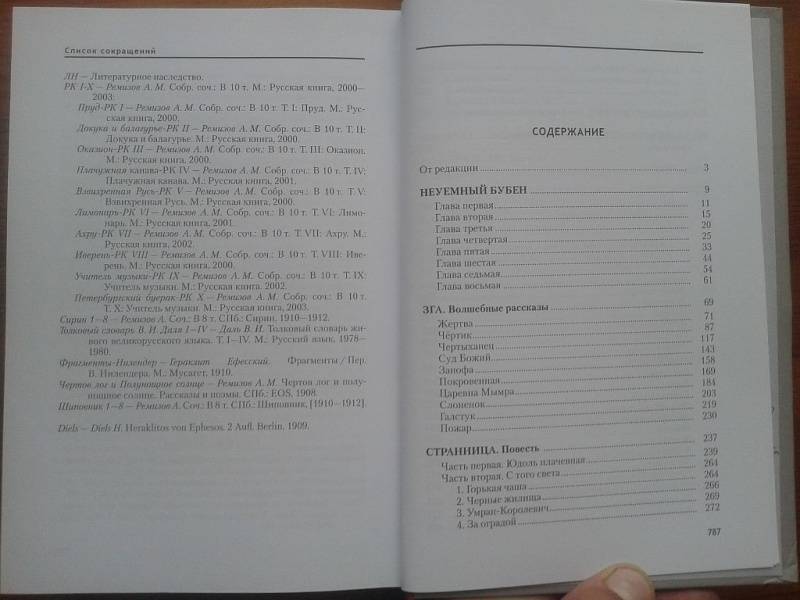 Список сокращений
ЛН — Литературное наследство.
РК I-X — Ремизов А. М. Собр. соч.: В 10 т. М.: Русская книга, 2000–
2003:
Пруд-РК I — Ремизов А. М. Собр. соч.: В 10 т. Т. I: Пруд. М.: Рус-
ская книга, 2000.
Докука и балагурье-РК II — Ремизов А. М. Собр. соч.: В 10 т. Т. II:
Докука и балагурье. М.: Русская книга, 2000.
Оказион-РК III — Ремизов А. М. Собр. соч.: В 10 т. Т. III: Оказион.
М.: Русская книга, 2000.
Плачужная канава-РК IV — Ремизов А. М. Собр. соч.: В 10 т. Т. IV:
Плачужная канава. М.: Русская книга, 2001.
Взвихренная Русь-РК V — Ремизов А. М. Собр. соч.: В 10 т. Т. V:
Взвихренная Русь. М.: Русская книга, 2000.
Лимонарь-РК VI — Ремизов А. М. Собр. соч.: В 10 т. Т. VI: Лимо-
нарь. М.: Русская книга, 2001.
Ахру-РК VII — Ремизов А. М. Собр. соч.: В 10 т. Т. VII: Ахру. М.:
Русская книга, 2002.
Иверень-РК VIII — Ремизов А. М. Собр. соч.: В 10 т. Т. VIII: Иве-
рень. М.: Русская книга, 2000.
Учитель музыки-РК IX — Ремизов А. М. Собр. соч.: В 10 т. Т. IX:
Учитель музыки. М.: Русская книга. 2002.
Петербургский буерак-РК X — Ремизов А. М. Собр. соч.: В 10 т.
Т. X: Учитель музыки. М.: Русская книга, 2003.
Сирин 1–8 — Ремизов А. Соч.: В 8 т. СПб.: Сирин, 1910–1912.
Толковый словарь В. И. Даля I–IV — Даль В. И. Толковый словарь жи-
вого великорусского языка. Т. I–IV. М.: Русский язык, 1978–
1980.
Фрагменты-Нилендер — Гераклит Ефесский. Фрагменты / Пер.
В. Нилендера. М.: Мусагет, 1910.
Чертов лог и Полунощное солнце — Ремизов А. М. Чертов лог и полу-
нощное солнце. Рассказы и поэмы. СПб.: EOS, 1908.
Шиповник 1–8 — Ремизов А. Соч.: В 8 т. СПб.: Шиповник, [1910–1912].
Diels — Diels H. Heraklitos von Ephesos. 2 Aufl. Berlin, 1909.
СОДЕРЖАНИЕ
От редакции 3
НЕУЕМНЫЙ БУБЕН 9
Глава первая 11
Глава вторая 15
Глава третья 20
Глава четвертая 25
Глава пятая 33
Глава шестая 44
Глава седьмая 54
Глава восьмая 61
ЗГА. Волшебные рассказы 69
Жертва 71
Чёртик 87
Чертыханец 117
Суд Божий 143
Занофа 158
Покровенная 169
Царевна Мымра 184
Слоненок 203
Галстук 219
Пожар 230
СТРАННИЦА. Повесть 237
Часть первая. Юдоль плаченная 239
Часть вторая. С того света 264
1. Горькая чаша 264
2. Черные жилища 266
3. Умран-Королевич 269
4. За оградой 272
787